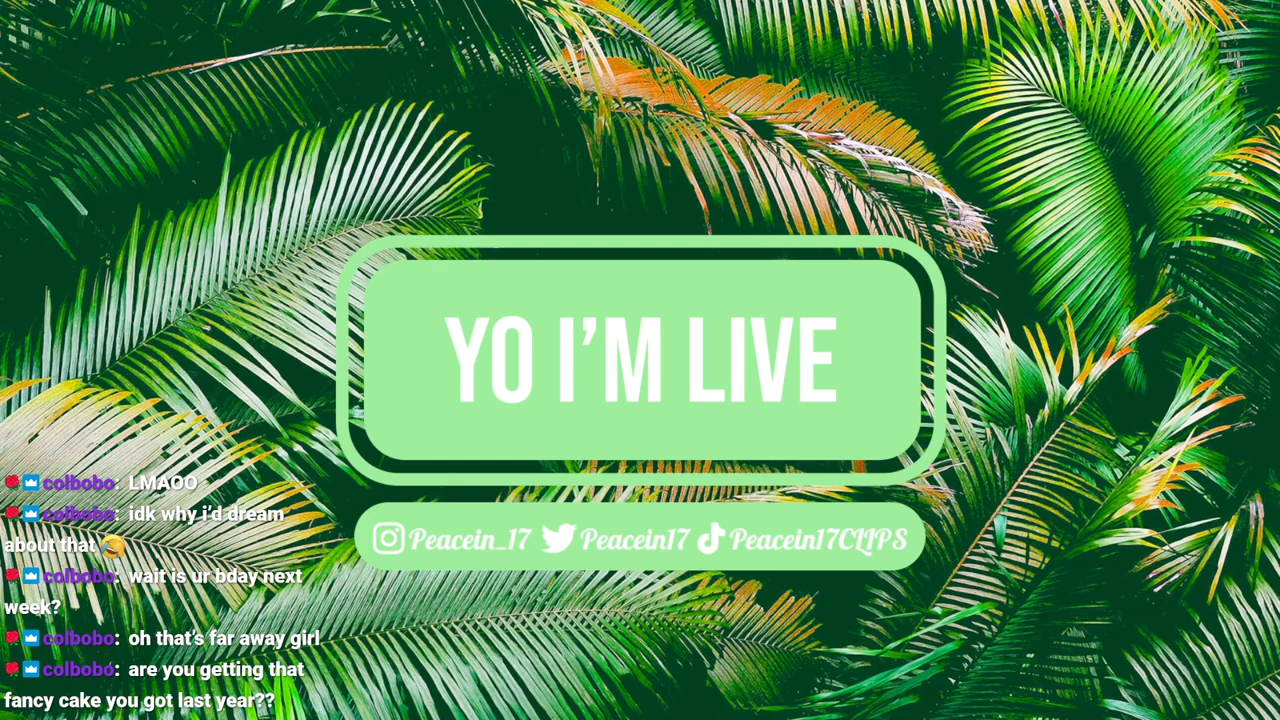 YO I’M LIVE
Peacein_17 Peacein17 Peacein17CLIPS
colbobo: LMAOO
colbobo: idk why i’d dream
about that
colbobo: wait is ur bday next
week?
colbobo: oh that’s far away girl
colbobo: are you getting that
fancy cake you got last year??